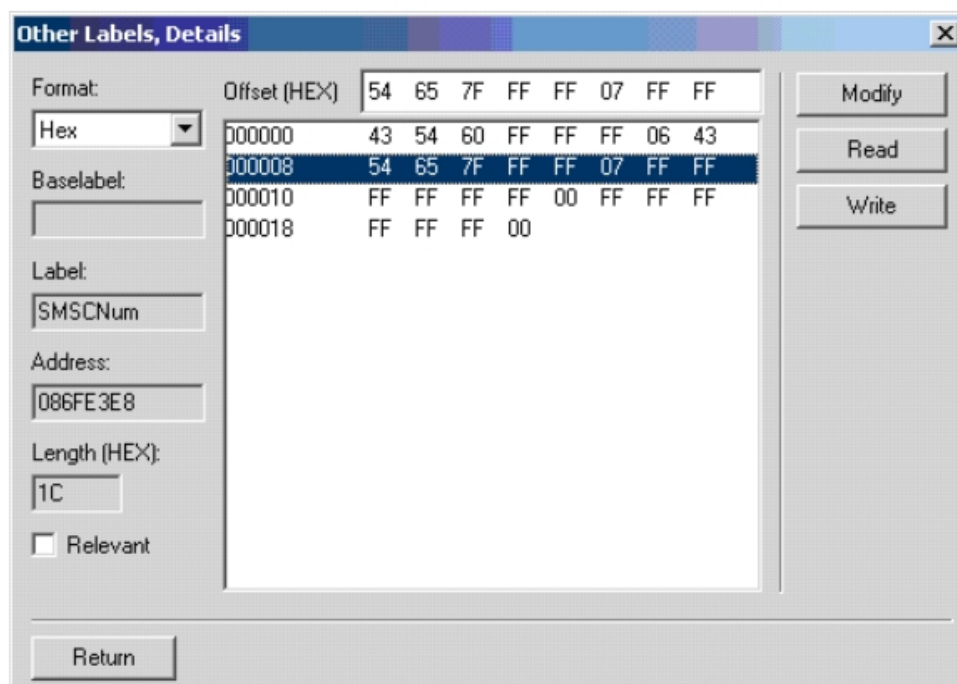 Other Labels, Details
Format:
Hex
Baselabel:
Label:
SMSCNum
Address:
086FE3E8
Length (HEX):
1C
Relevant
Offset (HEX) 54 65 7F FF FF 07 FF FF
000000 43 54 60 FF FF FF 06 43
000008 54 65 7F FF FF 07 FF FF
000010 FF FF FF FF 00 FF FF FF
000018 FF FF FF 00
Modify
Read
Write
Return